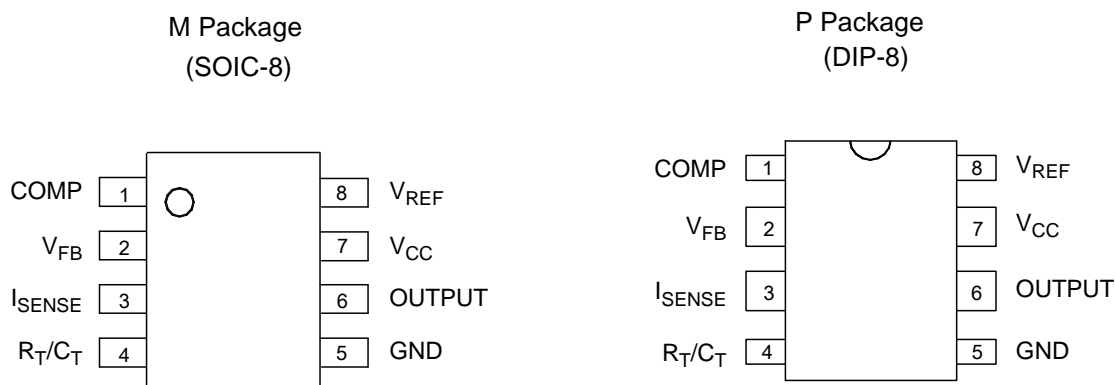 M Package
(SOIC-8)
COMP 1 8 VREF
VFB 2 7 VCC
ISENSE 3 6 OUTPUT
RT/CT 4 5 GND
P Package
(DIP-8)
COMP 1 8 VREF
VFB 2 7 VCC
ISENSE 3 6 OUTPUT
RT/CT 4 5 GND